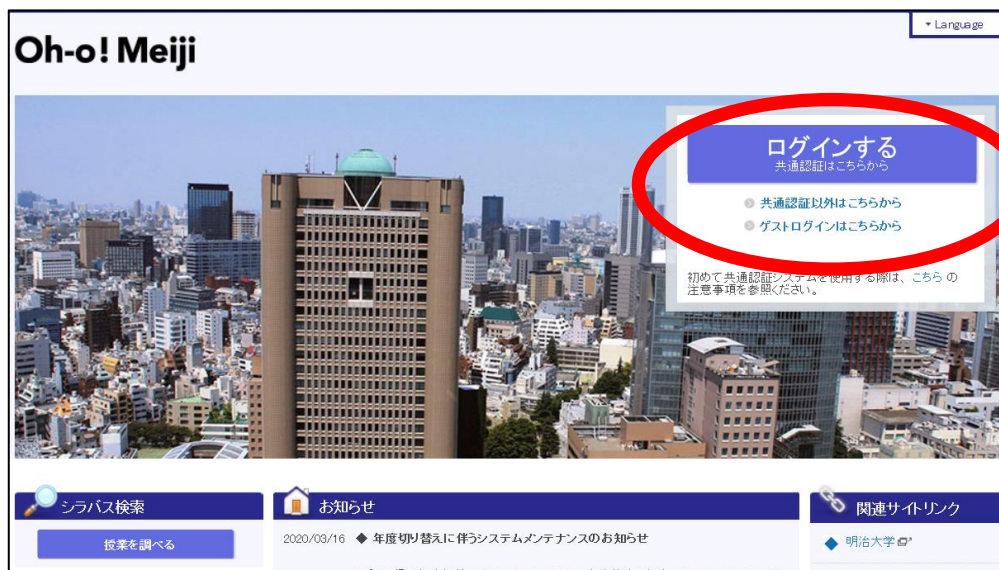 Language
Oh-o! Meiji
ログインする
共通認証はこちらから
共通認証以外はこちらから
ゲストログインはこちらから
初めて共通認証システムを使用する際は、こちら の
注意事項を参照ください。
シラバス検索
授業を調べる
お知らせ
2020/03/16 ◆ 年度切り替えに伴うシステムメンテナンスのお知らせ
関連サイトリンク
明治大学